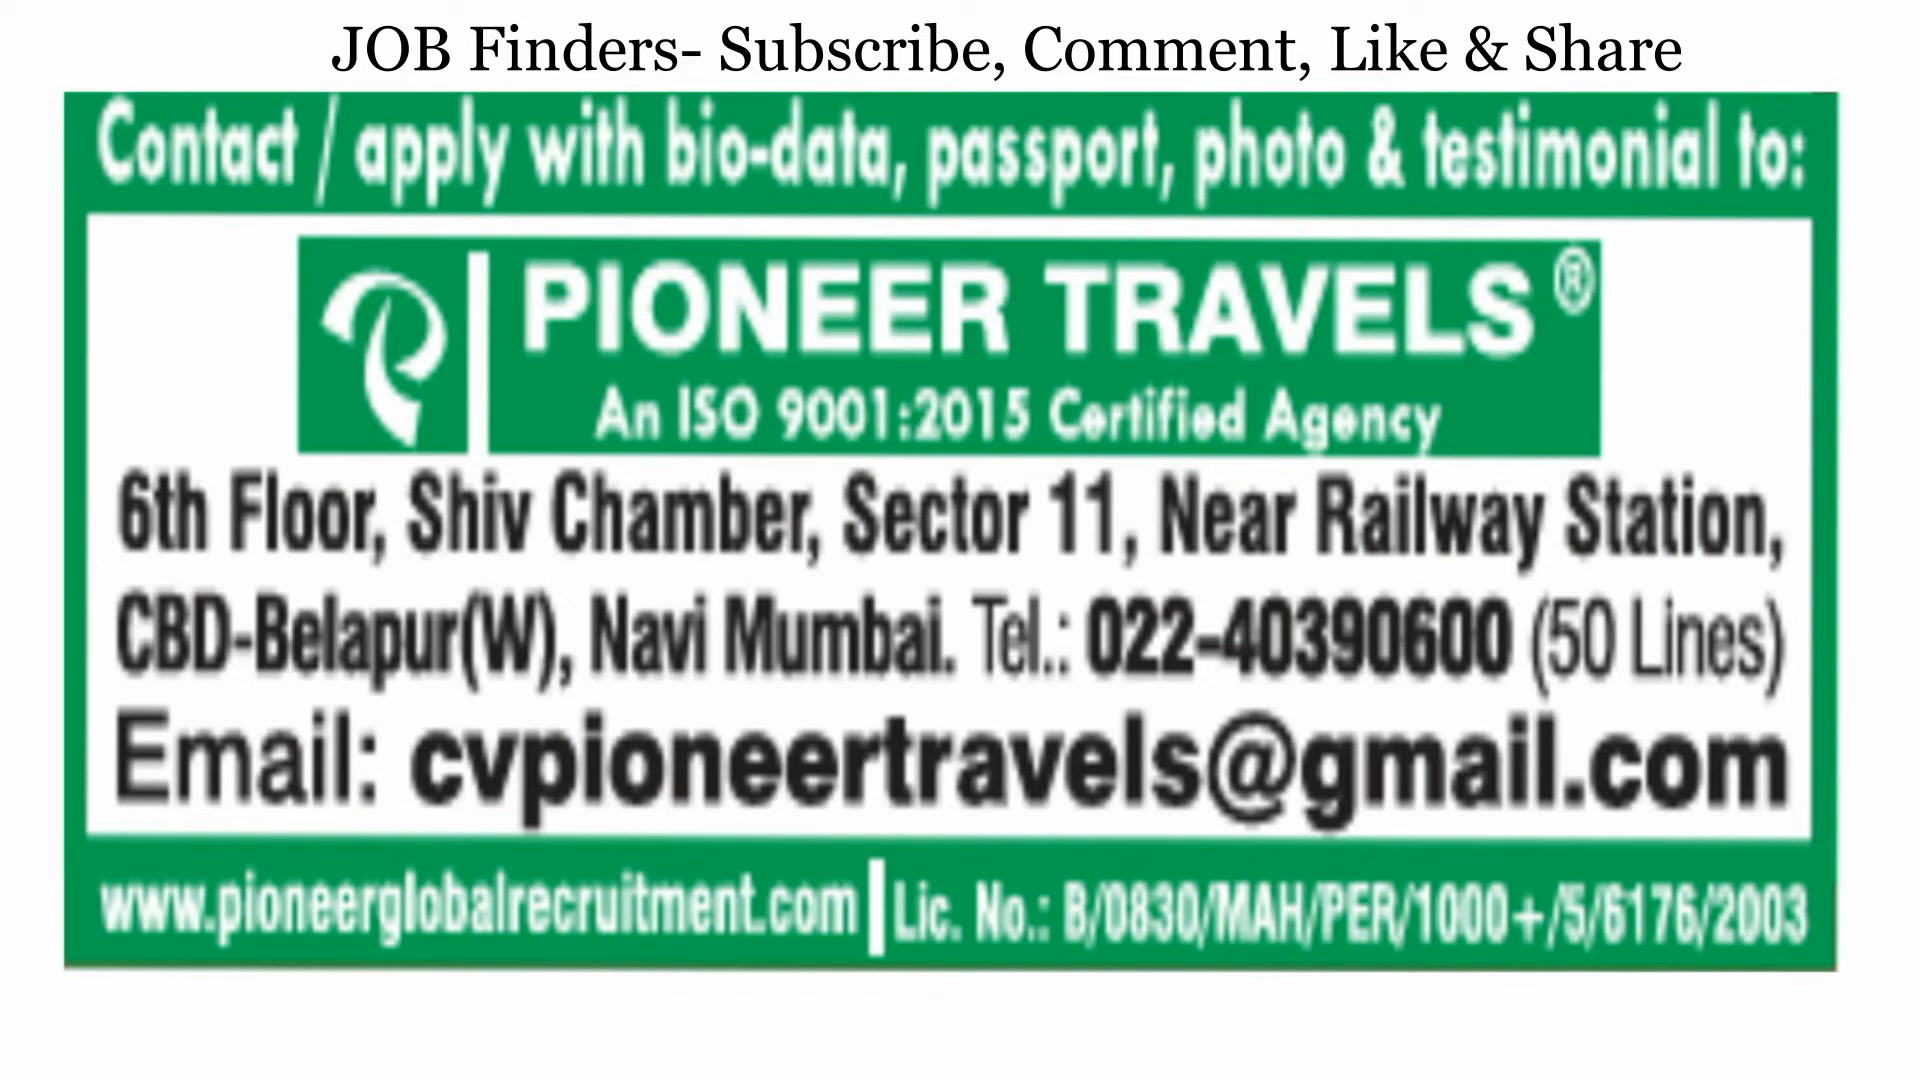 JOB Finders- Subscribe, Comment, Like & Share
Contact / apply with bio-data, passport, photo & testimonial to:
PIONEER TRAVELS ®
An ISO 9001:2015 Certified Agency
6th Floor, Shiv Chamber, Sector 11, Near Railway Station,
CBD-Belapur(W), Navi Mumbai. Tel.: 022-40390600 (50 Lines)
Email: cvpioneertravels@gmail.com
www.pioneerglobalrecruitment.com | Lic. No.: B/0830/MAH/PER/1000+/5/6176/2003